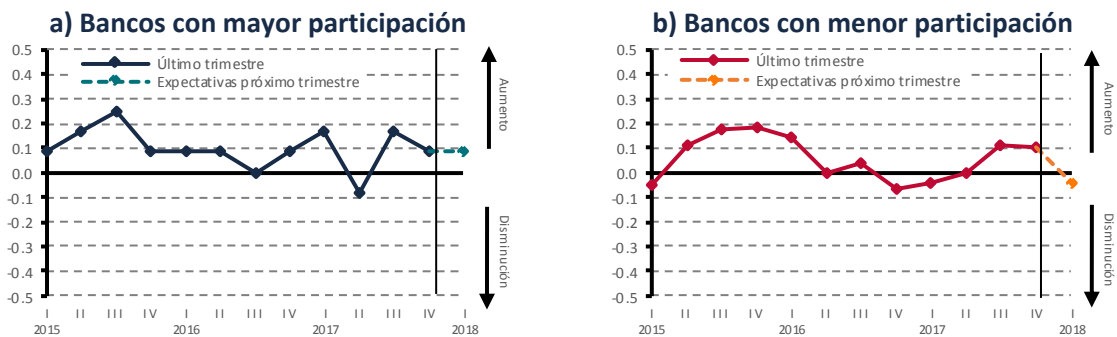 a) Bancos con mayor participación
0.5
0.4
0.3
0.2
0.1
0.0
-0.1
-0.2
-0.3
-0.4
-0.5
Último trimestre
Expectativas próximo trimestre
Aumento
Disminución
I II III IV I II III IV I II III IV I
2015 2016 2017 2018
b) Bancos con menor participación
0.5
0.4
0.3
0.2
0.1
0.0
-0.1
-0.2
-0.3
-0.4
-0.5
Último trimestre
Expectativas próximo trimestre
Aumento
Disminución
I II III IV I II III IV I II III IV I
2015 2016 2017 2018